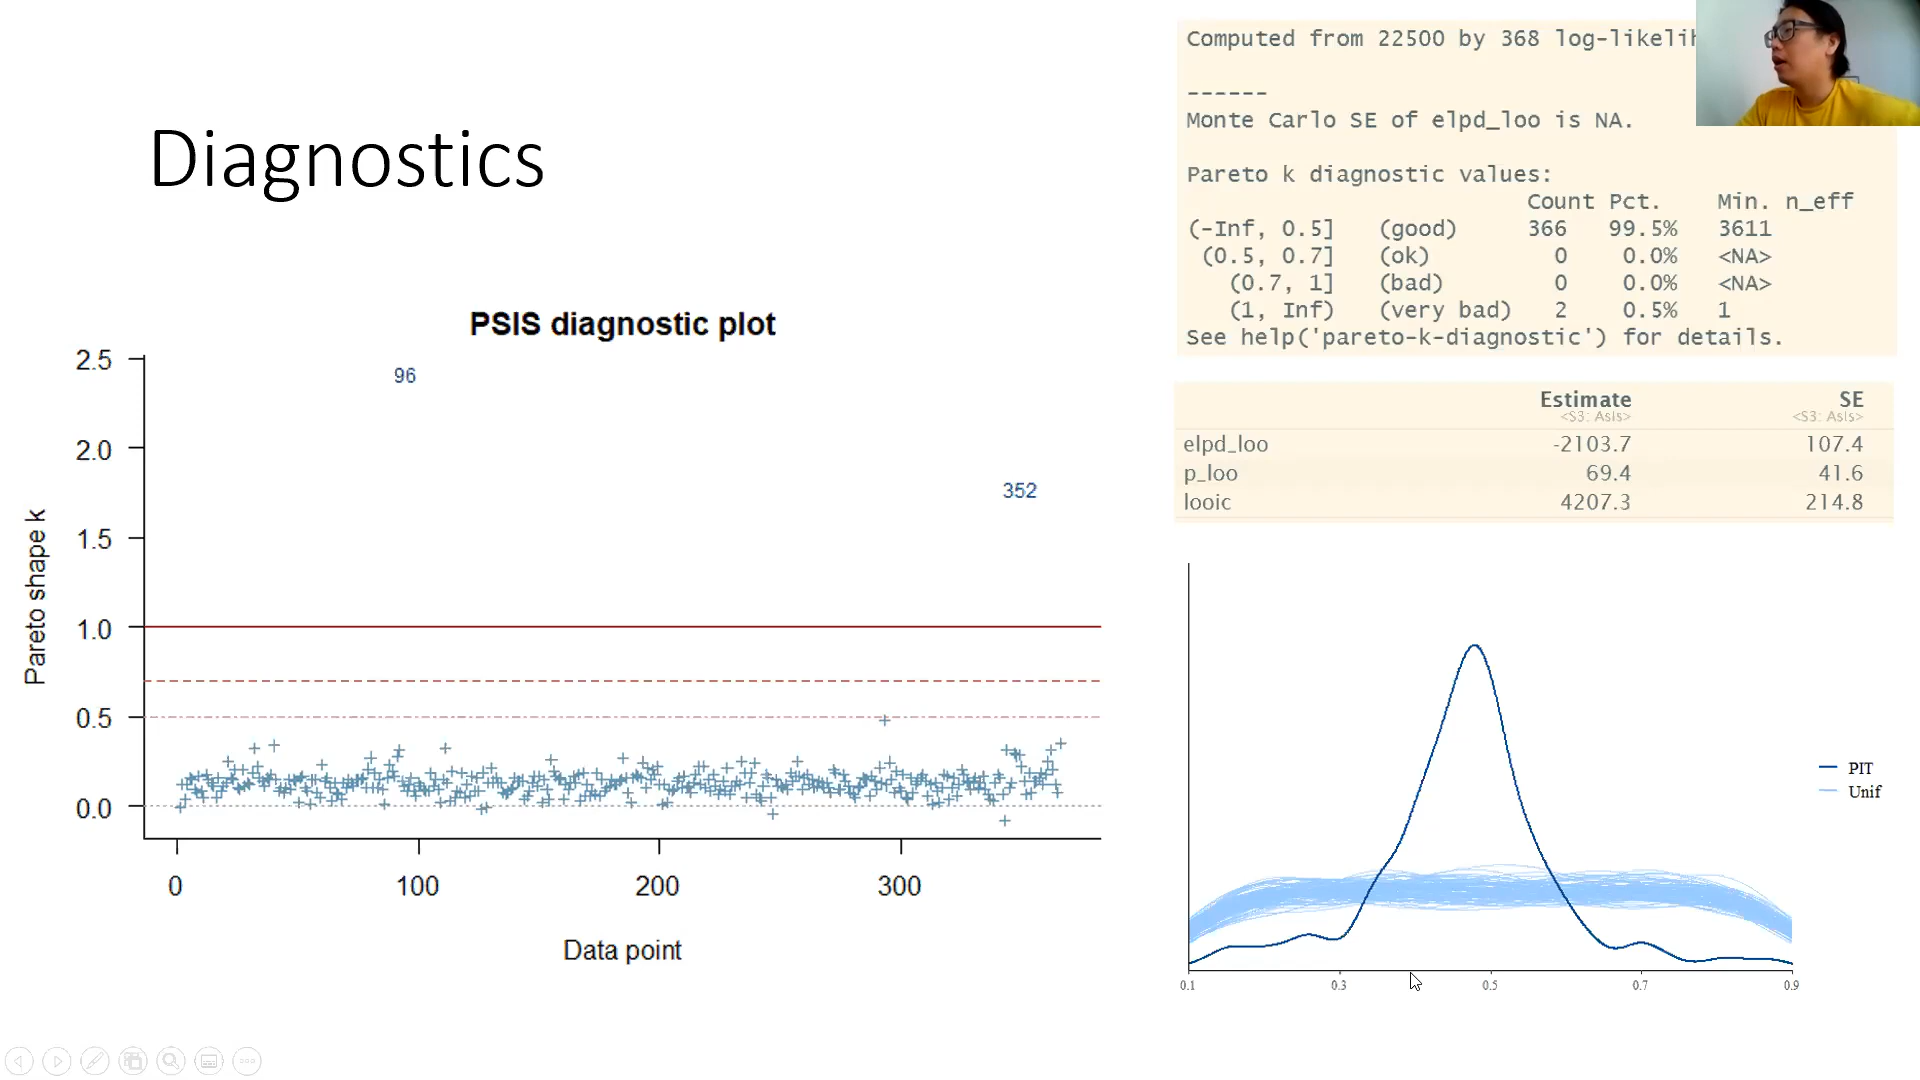 Diagnostics
PSIS diagnostic plot
2.5
2.0
1.5
1.0
0.5
0.0
Pareto shape k
96
352
0
100
200
300
Data point
Computed from 22500 by 368
------
Monte Carlo SE of elpd_loo is NA.
Pareto k diagnostic values:
Count Pct. Min. n_eff
(-Inf, 0.5] (good) 366 99.5% 3611
(0.5, 0.7] (ok) 0 0.0% <NA>
(0.7, 1] (bad) 0 0.0% <NA>
(1, Inf) (very bad) 2 0.5% 1
See help('pareto-k-diagnostic') for details.
Estimate SE
<S3: AsIs> <S3: AsIs>
elpd_loo -2103.7 107.4
p_loo 69.4 41.6
looic 4207.3 214.8
PIT
Unif
0.1
0.3
0.5
0.7
0.9